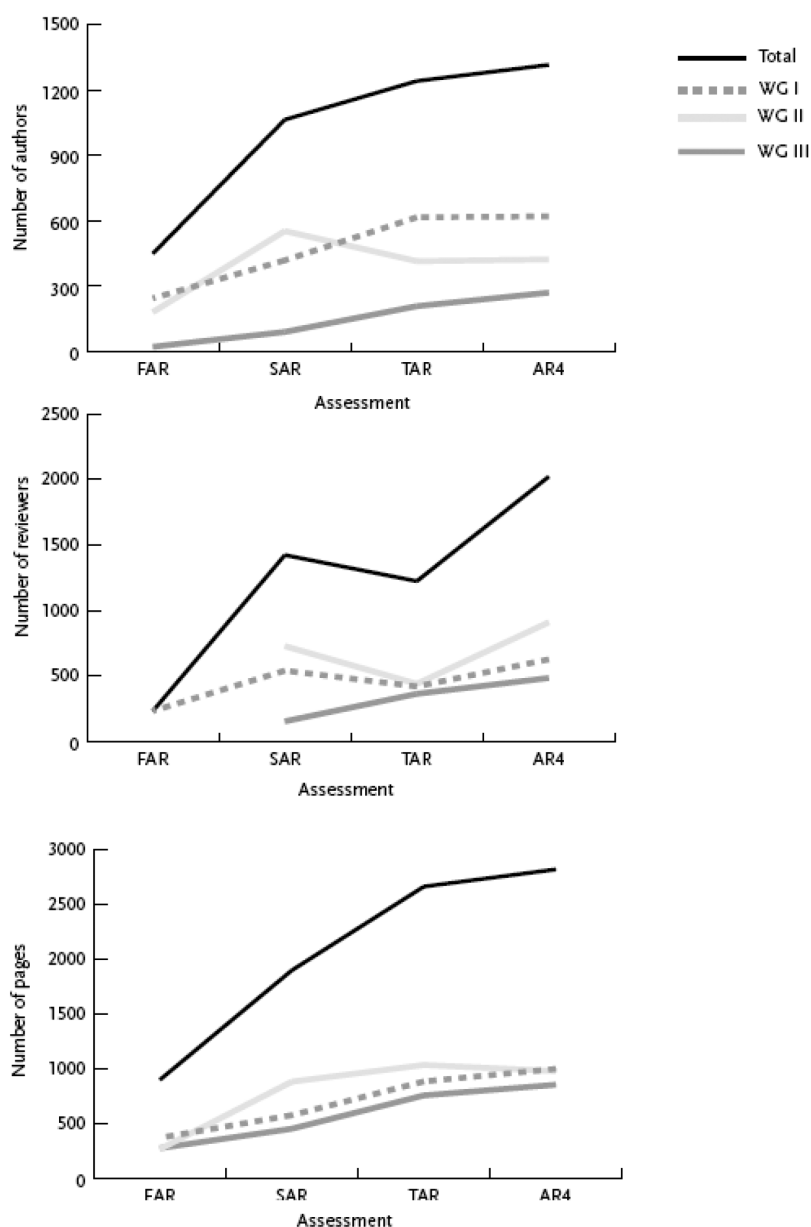 1500
1200
900
600
300
0
Number of authors
FAR SAR TAR AR4
Assessment
Total
WG I
WG II
WG III
2500
2000
1500
1000
500
0
Number of reviewers
FAR SAR TAR AR4
Assessment
3000
2500
2000
1500
1000
500
0
Number of pages
FAR SAR TAR AR4
Assessment